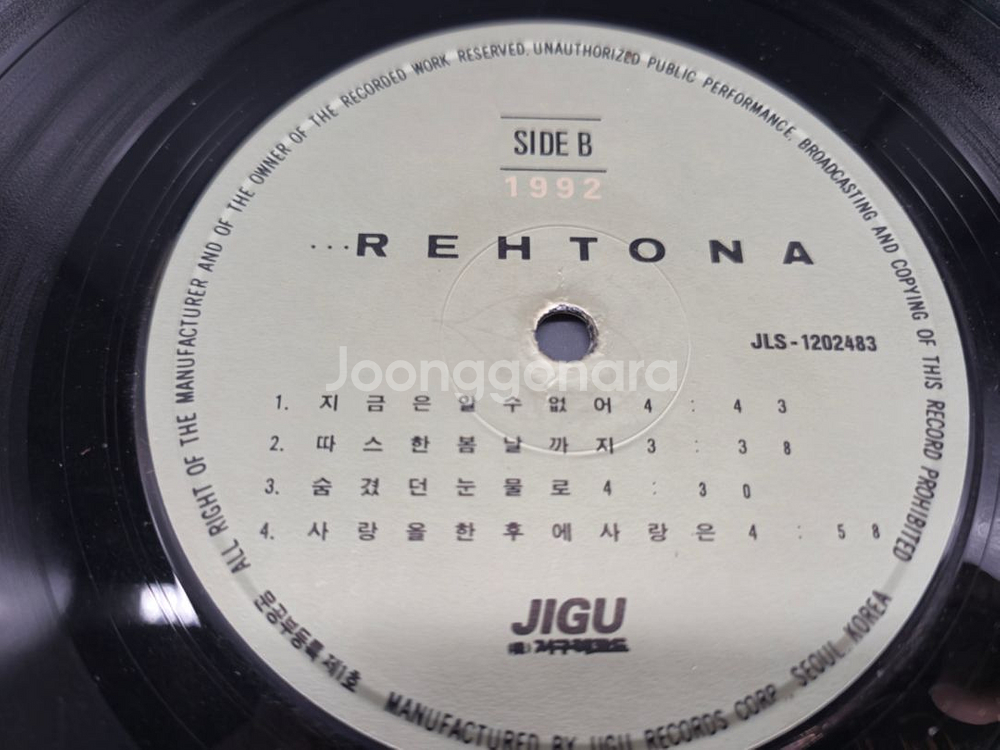 ALL RIGHT OF THE MANUFACTURER AND OF THE OWNER OF THE RECORDED WORK RESERVED. UNAUTHORIZED PUBLIC PERFORMANCE. BROADCASTING AND COPYING OF THIS RECORD PROHIBITED
SIDE B
1992
...REHTONA
JLS-1202483
Joonggonara
1. 지금은알수없어 4:43
2. 따스한봄날까지 3:38
3. 숨겼던눈물로 4:30
4. 사랑을한후에사랑은 4:58
JIGU
지구레코드
문공부등록 제1호
MANUFACTURED BY JIGU RECORDS CORP. SEOUL KOREA